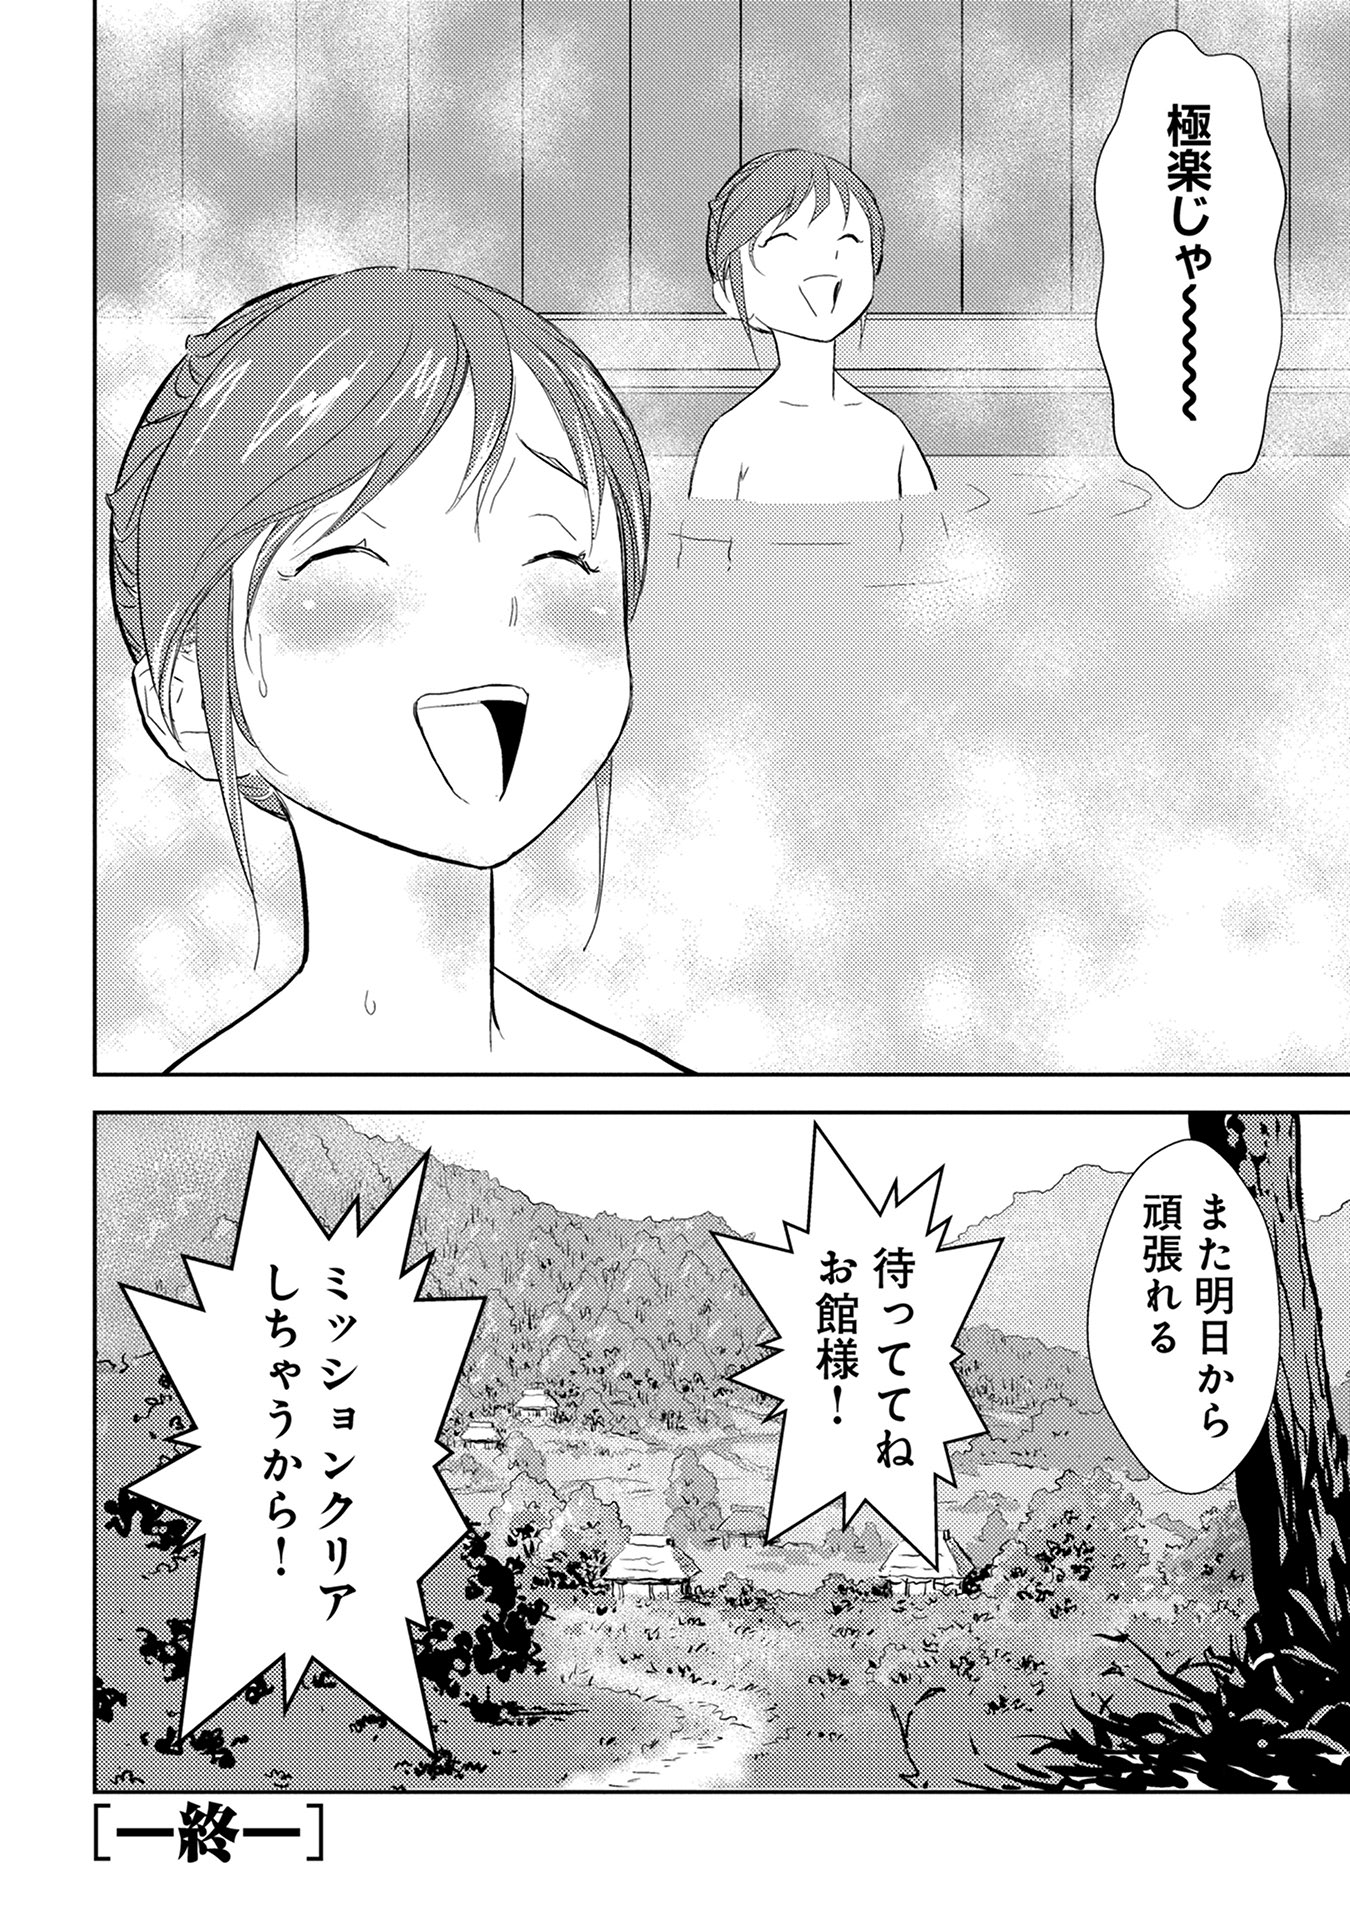 極楽じゃ〜〜〜〜
また明日から
頑張れる
待っててね
お館様！
ミッションクリア
しちゃうから！
［ー終ー］